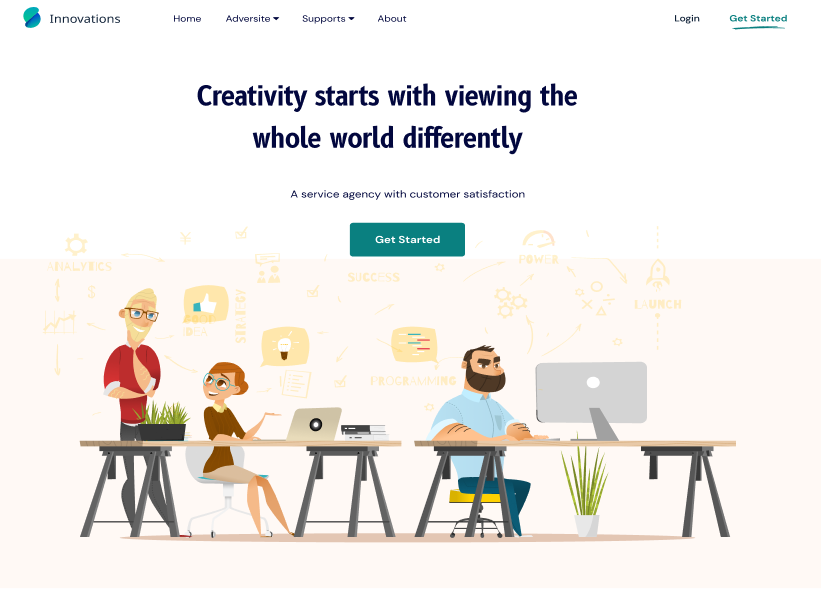 Innovations
Home
Adversite
Supports
About
Login
Get Started
Creativity starts with viewing the
whole world differently
A service agency with customer satisfaction
Get Started
ANALYTICS
SUCCESS
POWER
STRATEGY
IDEA
LAUNCH
PROGRAMMING